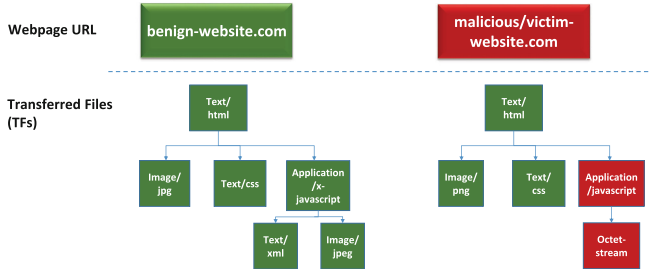 Webpage URL
benign-website.com
malicious/victim-
website.com
Transferred Files
(TFs)
Text/
html
Image/
jpg
Text/css
Application
/x-
javascript
Text/
xml
Image/
jpeg
Text/
html
Image/
png
Text/
css
Application
/javascript
Octet-
stream